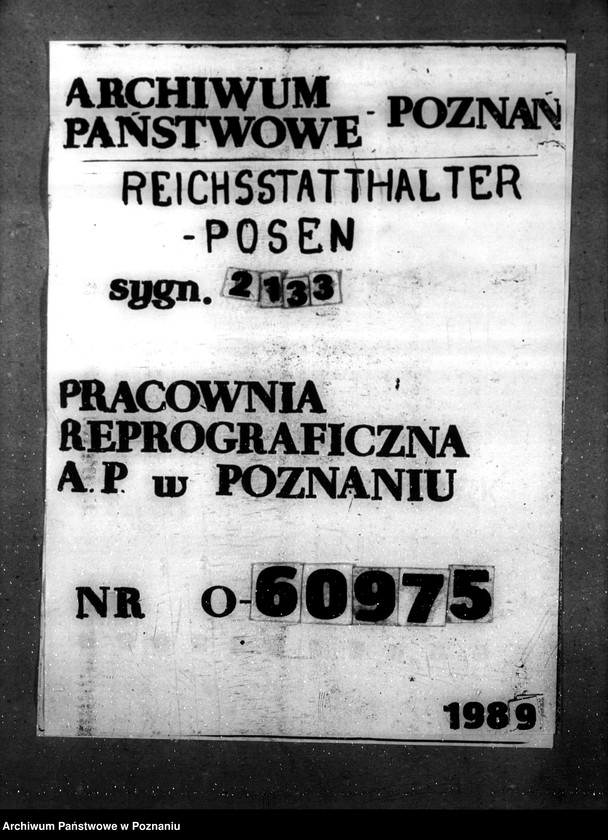 ARCHIWUM
PAŃSTWOWE - POZNAŃ
REICHSSTATTHALTER
-POSEN
sygn. 2133
PRACOWNIA
REPROGRAFICZNA
A.P. w POZNANIU
NR O-60975
1989
Archiwum Państwowe w Poznaniu